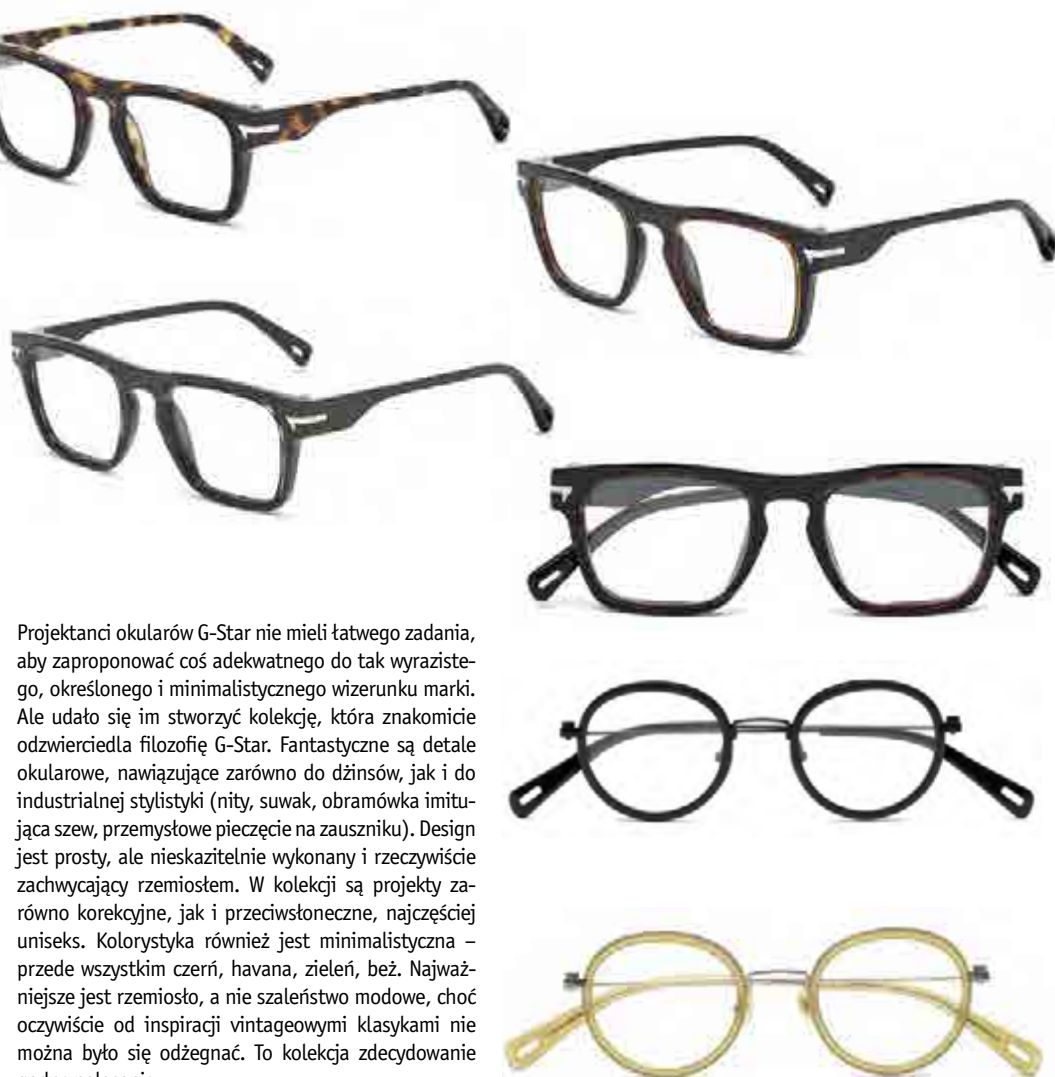 Projektanci okularów G-Star nie mieli łatwego zadania,
aby zaproponować coś adekwatnego do tak wyraziste-
go, określonego i minimalistycznego wizerunku marki.
Ale udało się im stworzyć kolekcję, która znakomicie
odzwierciedla filozofię G-Star. Fantastyczne są detale
okularowe, nawiązujące zarówno do dżinsów, jak i do
industrialnej stylistyki (nity, suwak, obramówka imitu-
jąca szew, przemysłowe pieczęcie na zauszniku). Design
jest prosty, ale nieskazitelnie wykonany i rzeczywiście
zachwycający rzemiosłem. W kolekcji są projekty za-
równo korekcyjne, jak i przeciwsłoneczne, najczęściej
uniseks. Kolorystyka również jest minimalistyczna –
przede wszystkim czerń, havana, zieleń, beż. Najważ-
niejsze jest rzemiosło, a nie szaleństwo modowe, choć
oczywiście od inspiracji vintageowymi klasykami nie
można było się odżegnać. To kolekcja zdecydowanie